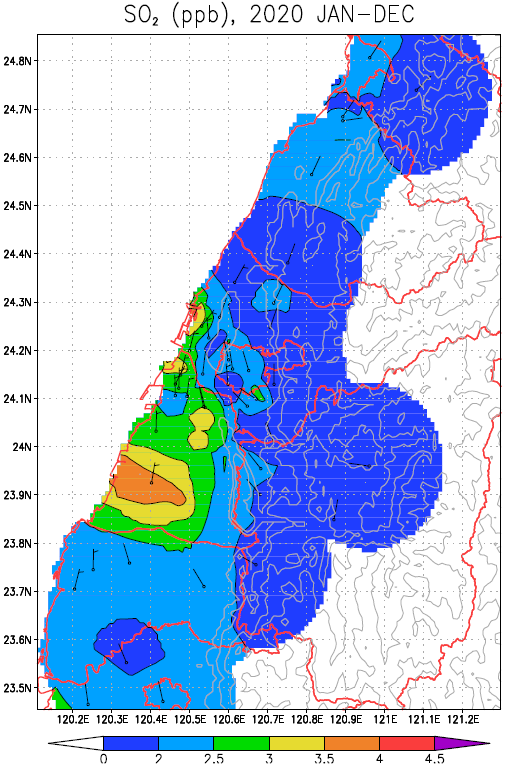 SO₂ (ppb), 2020 JAN-DEC
24.8N
24.7N
24.6N
24.5N
24.4N
24.3N
24.2N
24.1N
24N
23.9N
23.8N
23.7N
23.6N
23.5N
120.2E 120.3E 120.4E 120.5E 120.6E 120.7E 120.8E 120.9E 121E 121.1E 121.2E
0 2 2.5 3 3.5 4 4.5